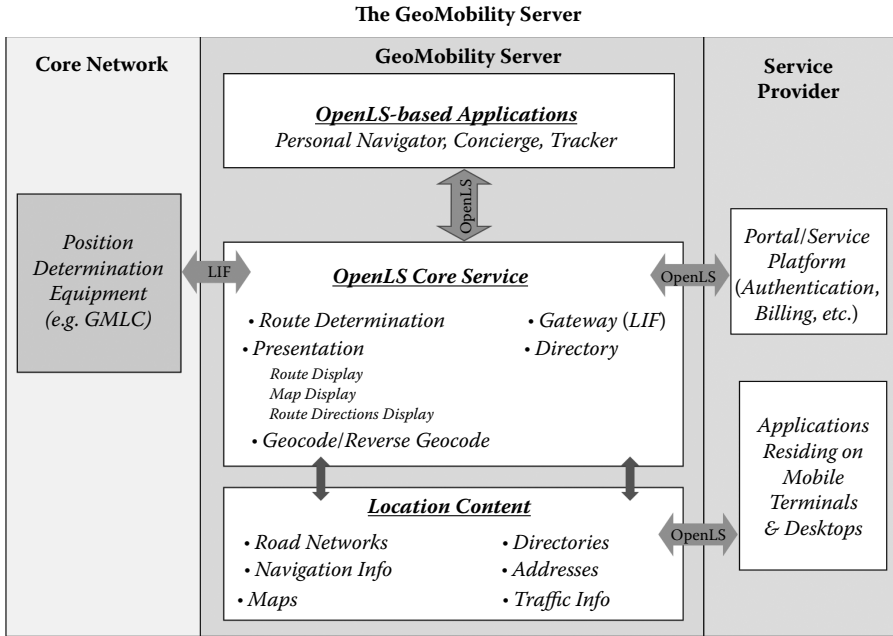 The GeoMobility Server
Core Network
GeoMobility Server
Service
Provider
OpenLS-based Applications
Personal Navigator, Concierge, Tracker
OpenLS
Position
Determination
Equipment
(e.g. GMLC)
LIF
OpenLS Core Service
• Route Determination
• Presentation
Route Display
Map Display
Route Directions Display
• Geocode/Reverse Geocode
• Gateway (LIF)
• Directory
OpenLS
Portal/Service
Platform
(Authentication,
Billing, etc.)
Location Content
• Road Networks
• Navigation Info
• Maps
• Directories
• Addresses
• Traffic Info
OpenLS
Applications
Residing on
Mobile
Terminals
& Desktops